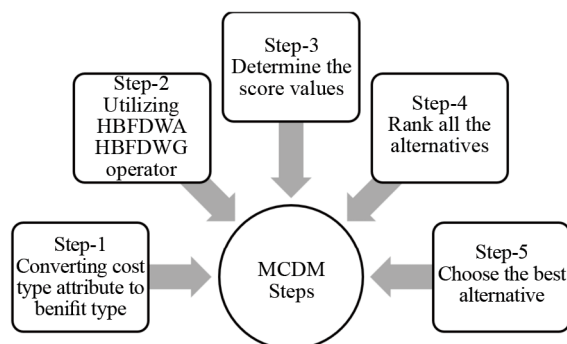 Step-1
Converting cost
type attribute to
benifit type
Step-2
Utilizing
HBFDWA
HBFDWG
operator
Step-3
Determine the
score values
Step-4
Rank all the
alternatives
Step-5
Choose the best
alternative
MCDM
Steps